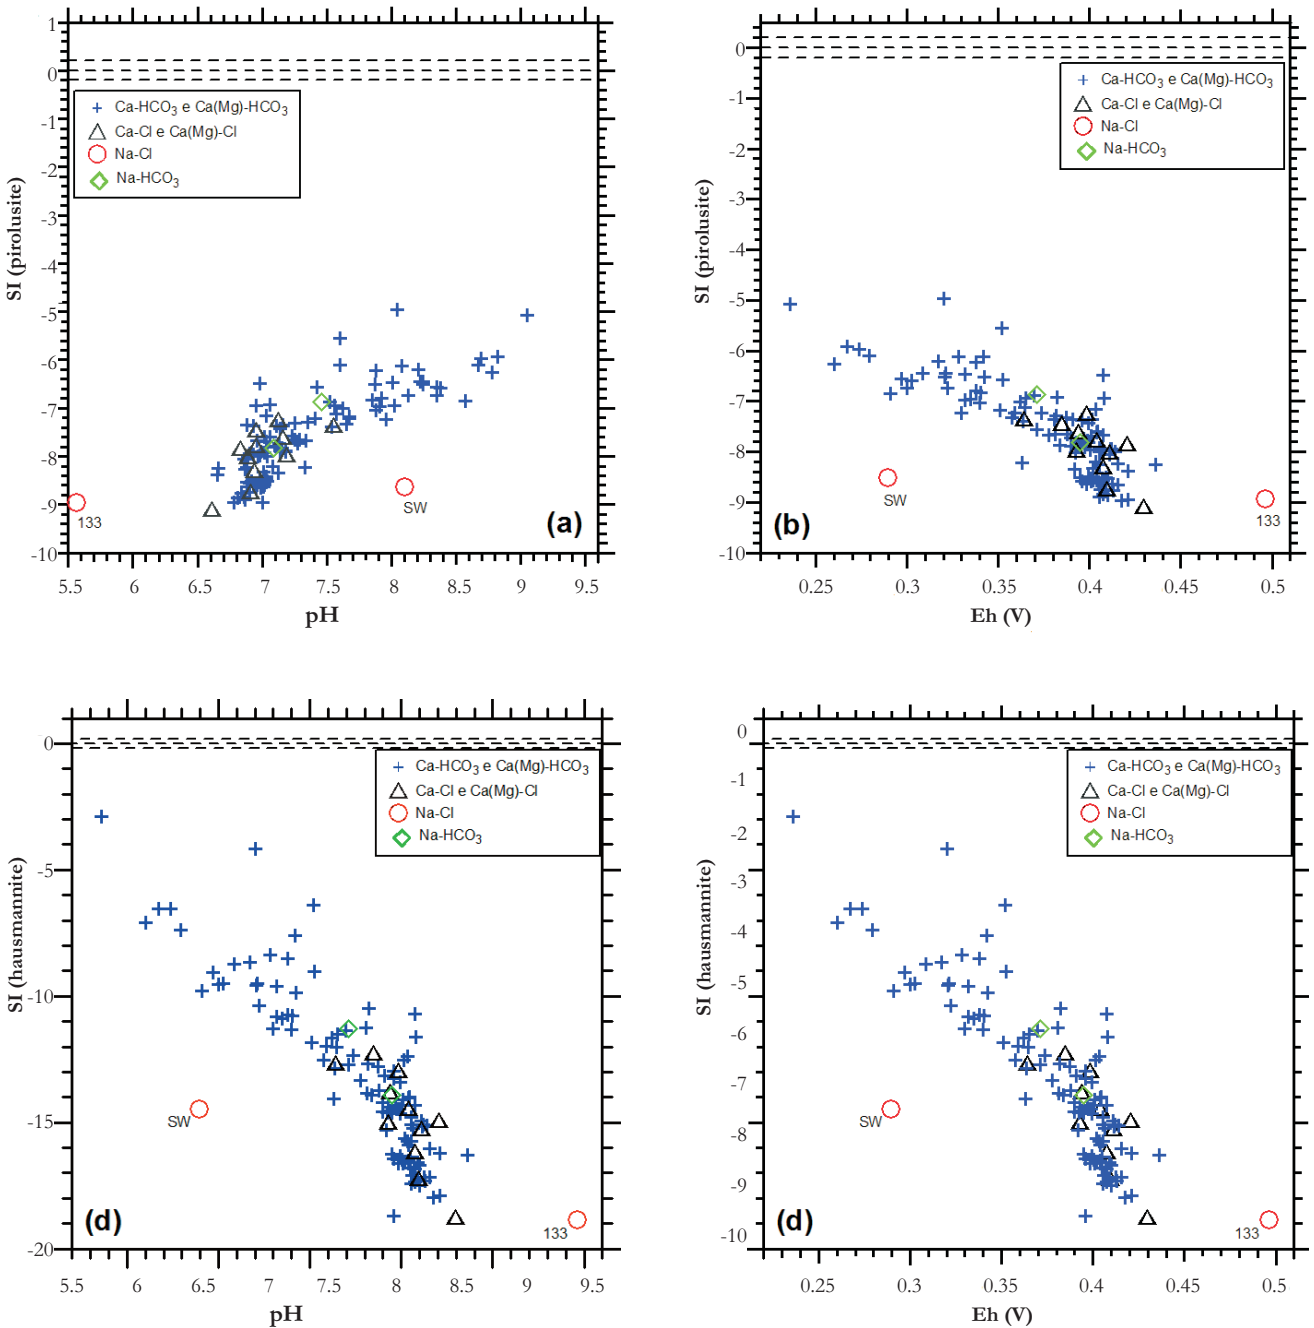 1
0
-1
-2
-3
-4
-5
-6
-7
-8
-9
-10
SI (pirolusite)
Ca-HCO3 e Ca(Mg)-HCO3
Ca-Cl e Ca(Mg)-Cl
Na-Cl
Na-HCO3
133
SW
(a)
5.5 6 6.5 7 7.5 8 8.5 9 9.5
pH
0
-1
-2
-3
-4
-5
-6
-7
-8
-9
-10
SI (pirolusite)
Ca-HCO3 e Ca(Mg)-HCO3
Ca-Cl e Ca(Mg)-Cl
Na-Cl
Na-HCO3
SW
133
(b)
0.25 0.3 0.35 0.4 0.45 0.5
Eh (V)
0
-5
-10
-15
-20
SI (hausmannite)
Ca-HCO3 e Ca(Mg)-HCO3
Ca-Cl e Ca(Mg)-Cl
Na-Cl
Na-HCO3
SW
133
(d)
5.5 6 6.5 7 7.5 8 8.5 9 9.5
pH
0
-1
-2
-3
-4
-5
-6
-7
-8
-9
-10
SI (hausmannite)
Ca-HCO3 e Ca(Mg)-HCO3
Ca-Cl e Ca(Mg)-Cl
Na-Cl
Na-HCO3
SW
133
(d)
0.25 0.3 0.35 0.4 0.45 0.5
Eh (V)